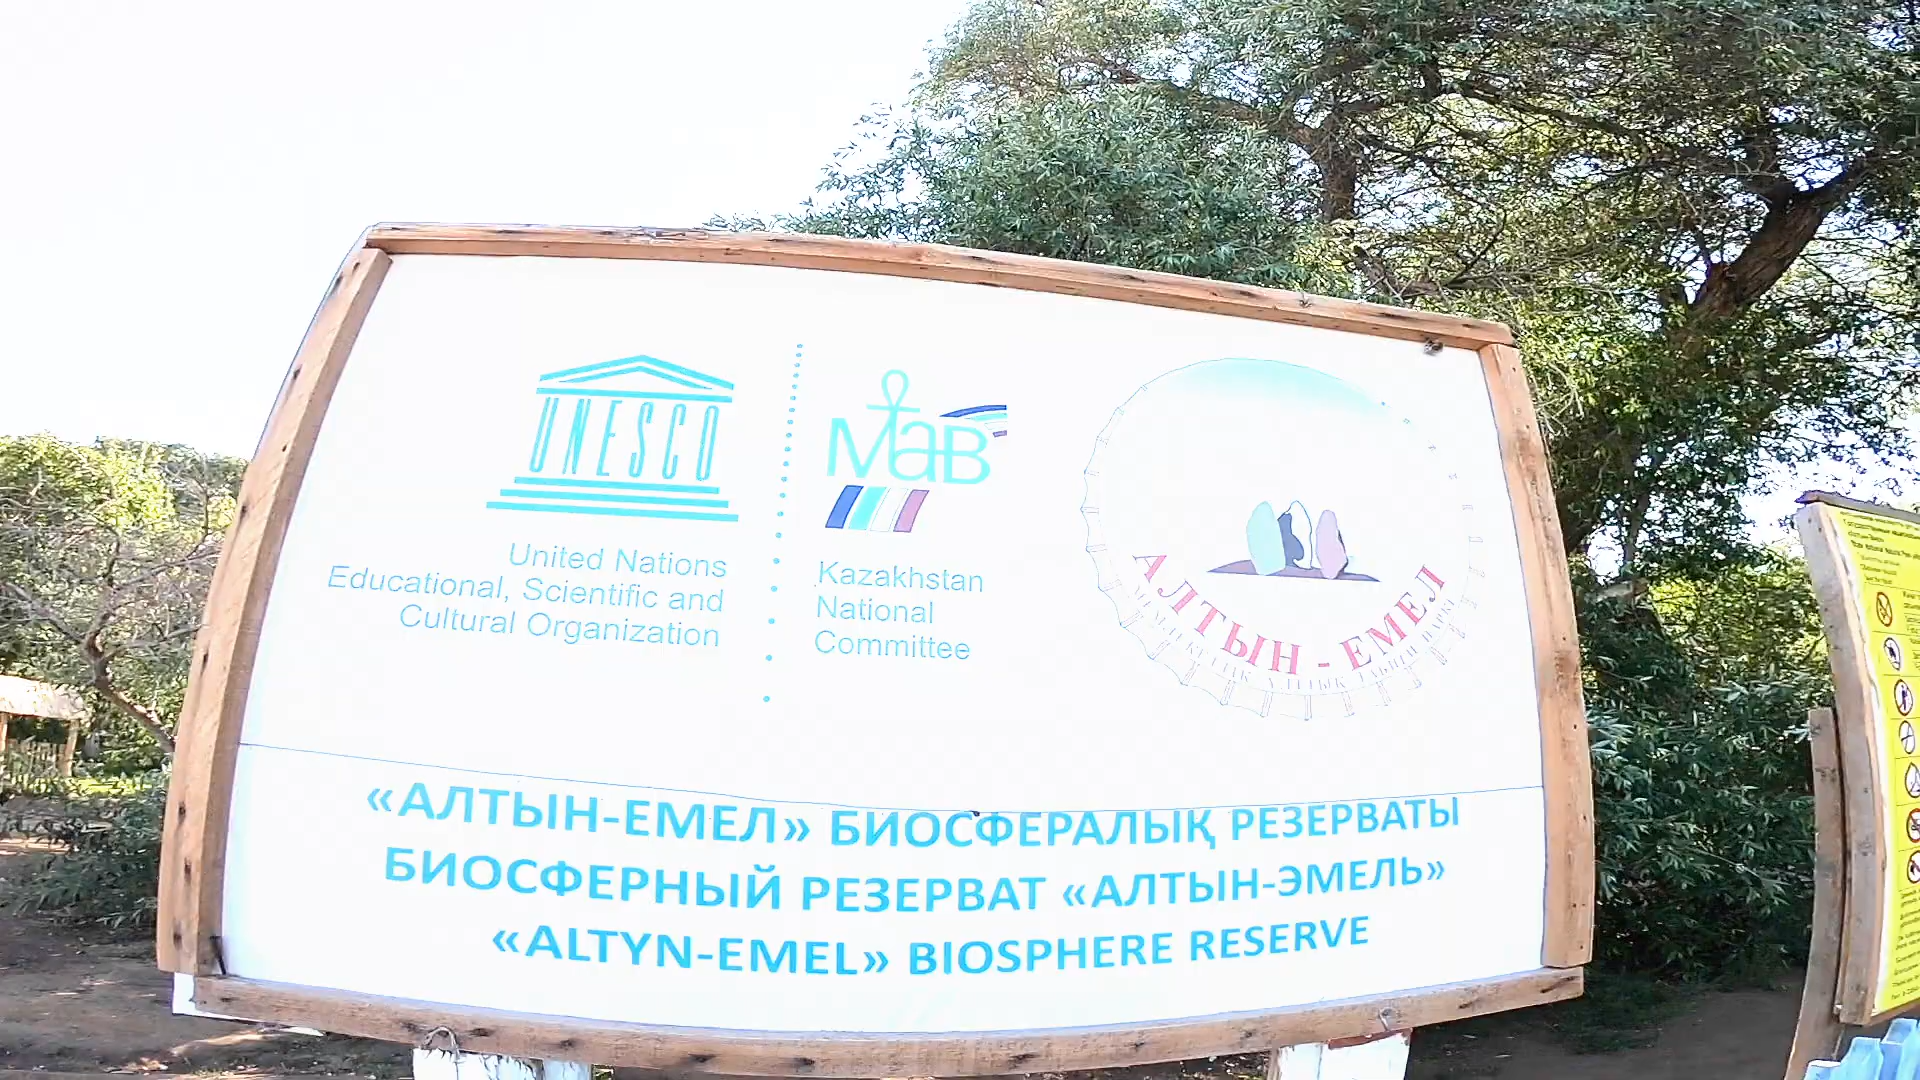 UNESCO
United Nations
Educational, Scientific and
Cultural Organization
MaB
Kazakhstan
National
Committee
АЛТЫН - ЕМЕЛ
«АЛТЫН-ЕМЕЛ» БИОСФЕРАЛЫҚ РЕЗЕРВАТЫ
БИОСФЕРНЫЙ РЕЗЕРВАТ «АЛТЫН-ЭМЕЛЬ»
«ALTYN-EMEL» BIOSPHERE RESERVE